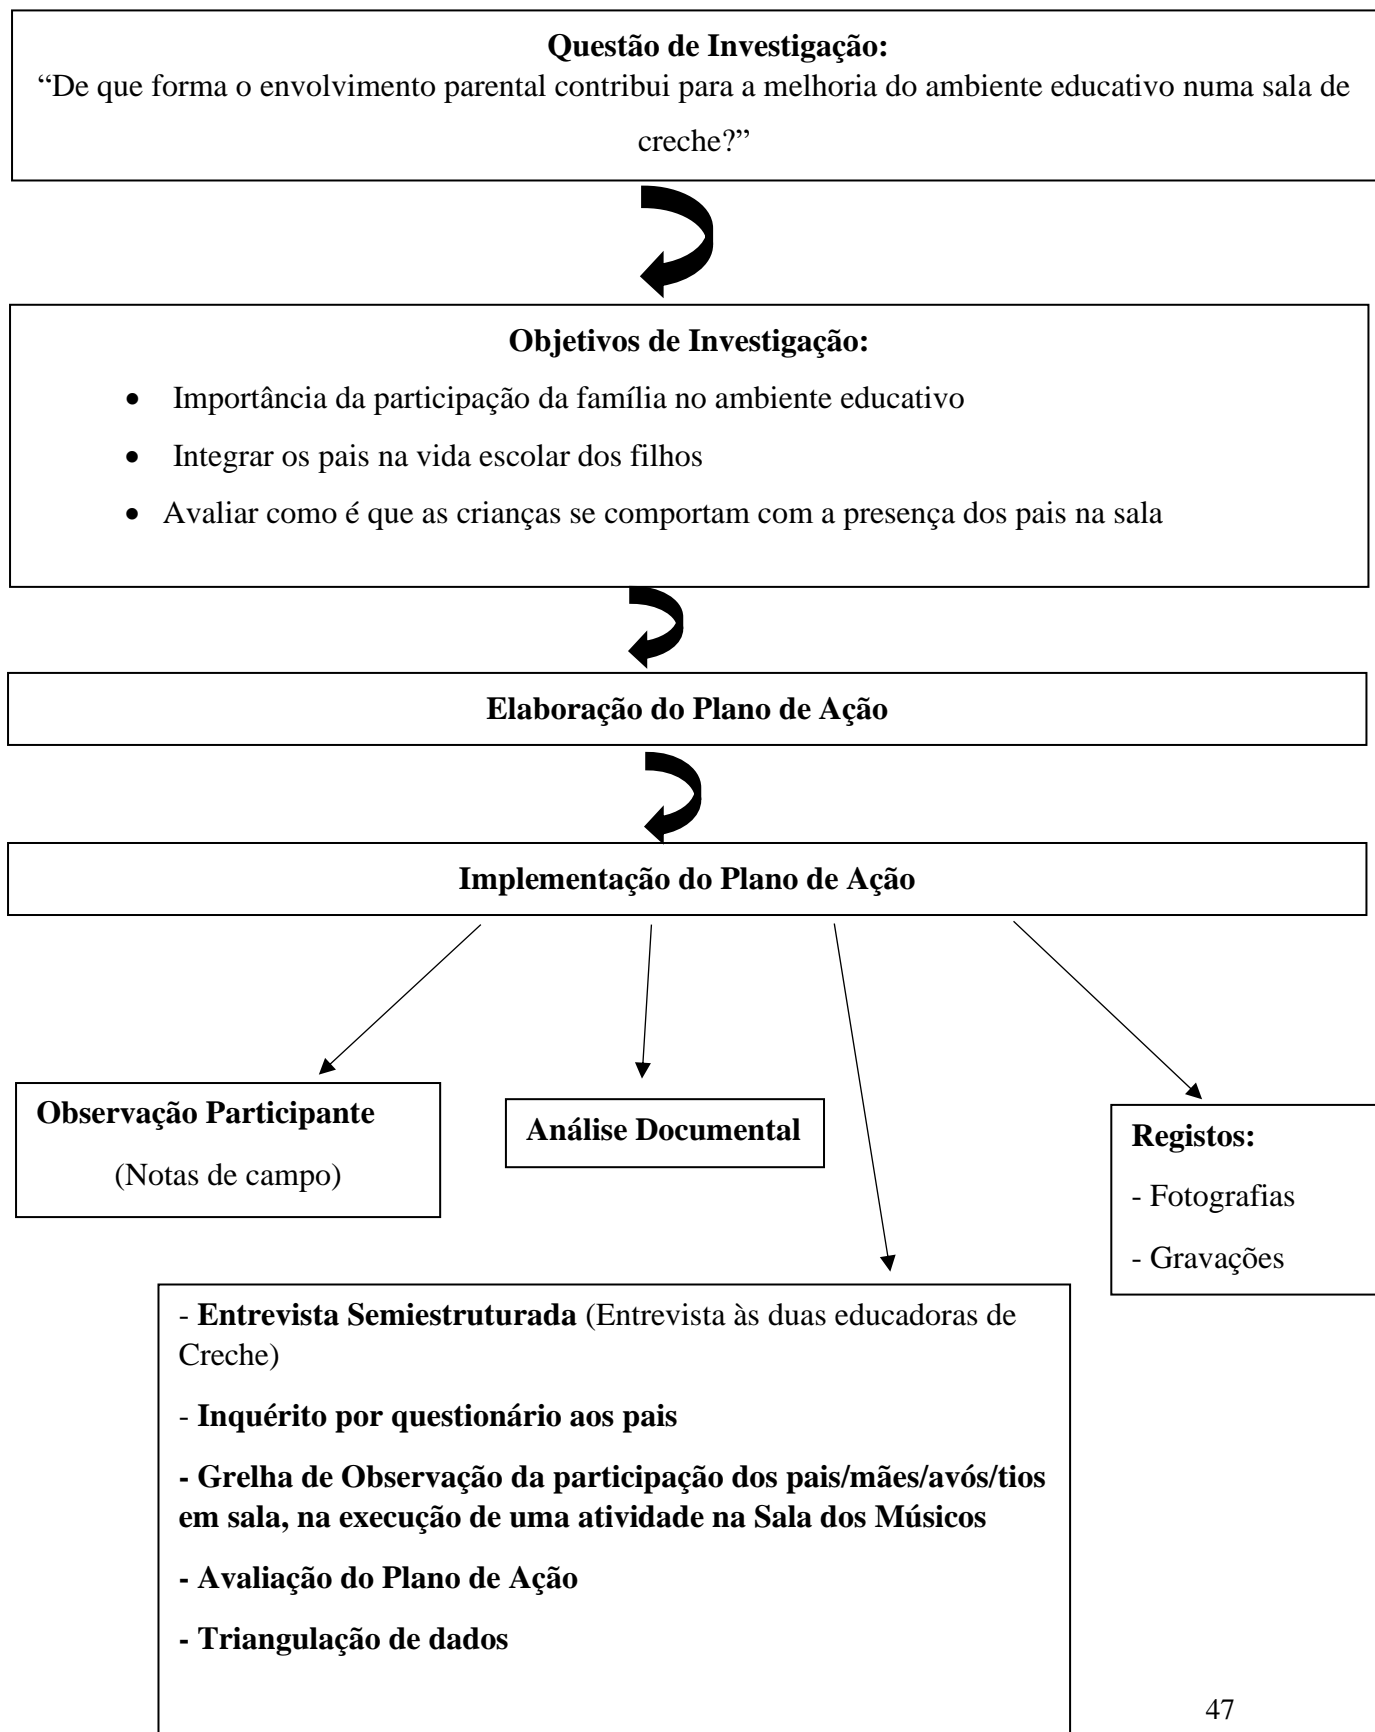 Questão de Investigação:
“De que forma o envolvimento parental contribui para a melhoria do ambiente educativo numa sala de
creche?”
Objetivos de Investigação:
• Importância da participação da família no ambiente educativo
• Integrar os pais na vida escolar dos filhos
• Avaliar como é que as crianças se comportam com a presença dos pais na sala
Elaboração do Plano de Ação
Implementação do Plano de Ação
Observação Participante
(Notas de campo)
Análise Documental
Registos:
- Fotografias
- Gravações
- Entrevista Semiestruturada (Entrevista às duas educadoras de
Creche)
- Inquérito por questionário aos pais
- Grelha de Observação da participação dos pais/mães/avós/tios
em sala, na execução de uma atividade na Sala dos Músicos
- Avaliação do Plano de Ação
- Triangulação de dados
47